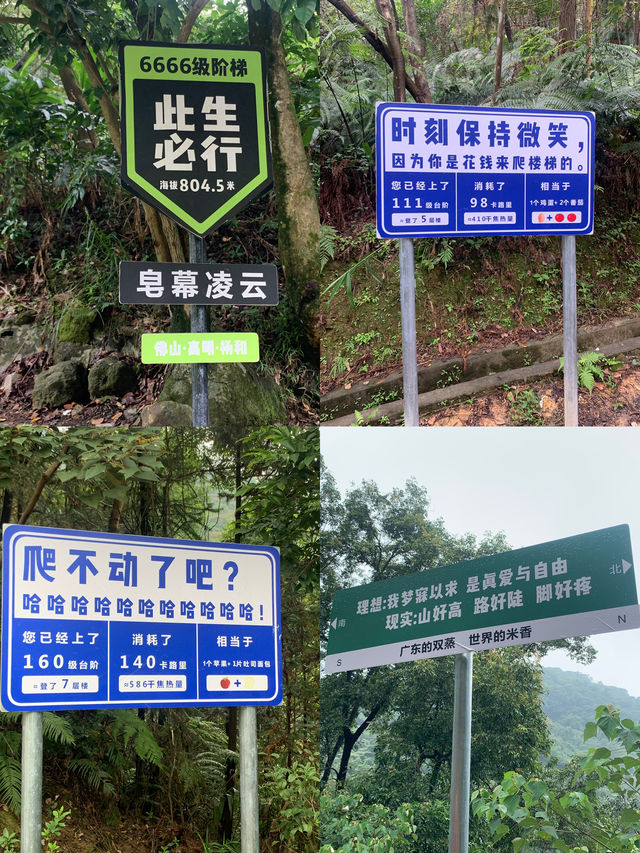 6666级阶梯
此生
必行
海拔804.5米
皂幕凌云
佛山·高明·杨和
时刻保持微笑，
因为你是花钱来爬楼梯的。
您已经上了
111级台阶
≈登了5层楼
消耗了
98卡路里
≈410千焦热量
相当于
1个鸡蛋+2个番茄
+
爬不动了吧？
哈哈哈哈哈哈哈哈哈哈！
您已经上了
160级台阶
≈登了7层楼
消耗了
140卡路里
≈586千焦热量
相当于
1个苹果+1片吐司面包
+
理想:我梦寐以求 是真爱与自由
现实:山好高 路好陡 脚好疼
南
北
广东的双蒸 世界的米香
S
N